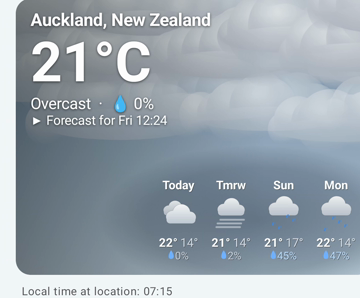 Auckland, New Zealand
21°C
Overcast · 💧 0%
► Forecast for Fri 12:24
Today Tmrw Sun Mon
22° 14° 21° 14° 21° 17° 22° 14°
💧0% 💧2% 💧45% 💧47%
Local time at location: 07:15